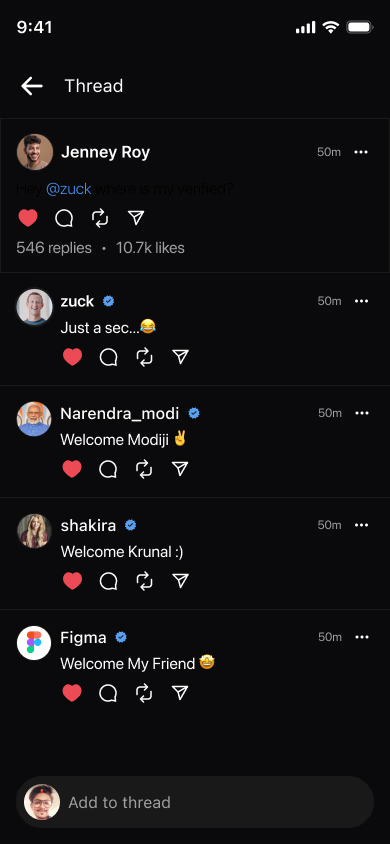 9:41
Thread
Jenney Roy 50m
Hey @zuck where is my verified?
546 replies • 10.7k likes
zuck 50m
Just a sec...😂
Narendra_modi 50m
Welcome Modiji ✌️
shakira 50m
Welcome Krunal :)
Figma 50m
Welcome My Friend 🤩
Add to thread